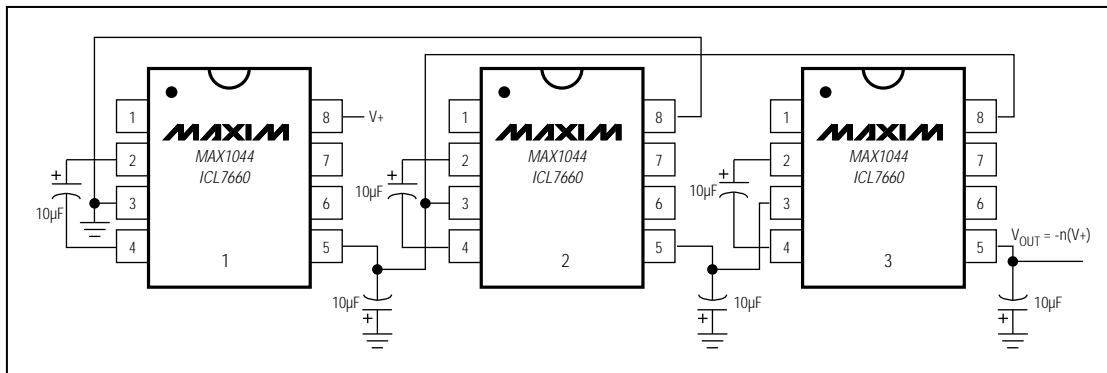 1
2
3
4
MAXIM
MAX1044
ICL7660
1
8
7
6
5
V+
+
10µF
10µF
+
1
2
3
4
MAXIM
MAX1044
ICL7660
2
8
7
6
5
+
10µF
10µF
+
1
2
3
4
MAXIM
MAX1044
ICL7660
3
8
7
6
5
+
10µF
VOUT = -n(V+)
10µF
+